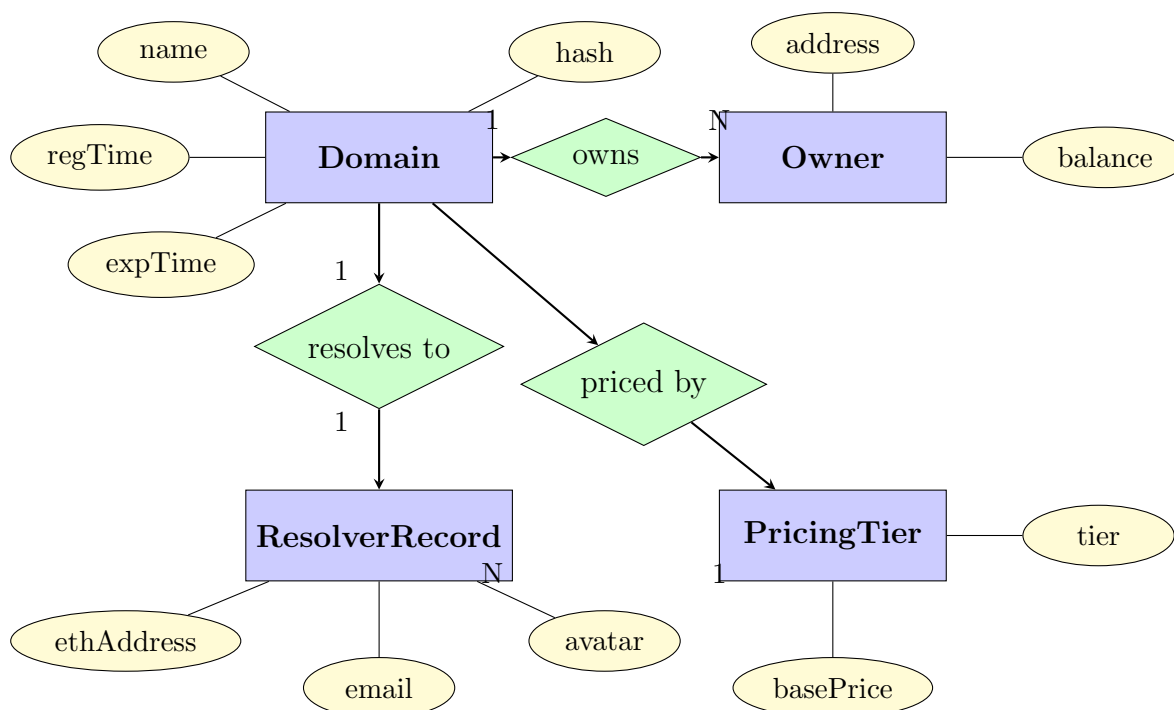 name
hash
address
1
N
regTime
Domain
owns
Owner
balance
expTime
1
resolves to
priced by
1
ResolverRecord
PricingTier
tier
N
1
ethAddress
avatar
email
basePrice